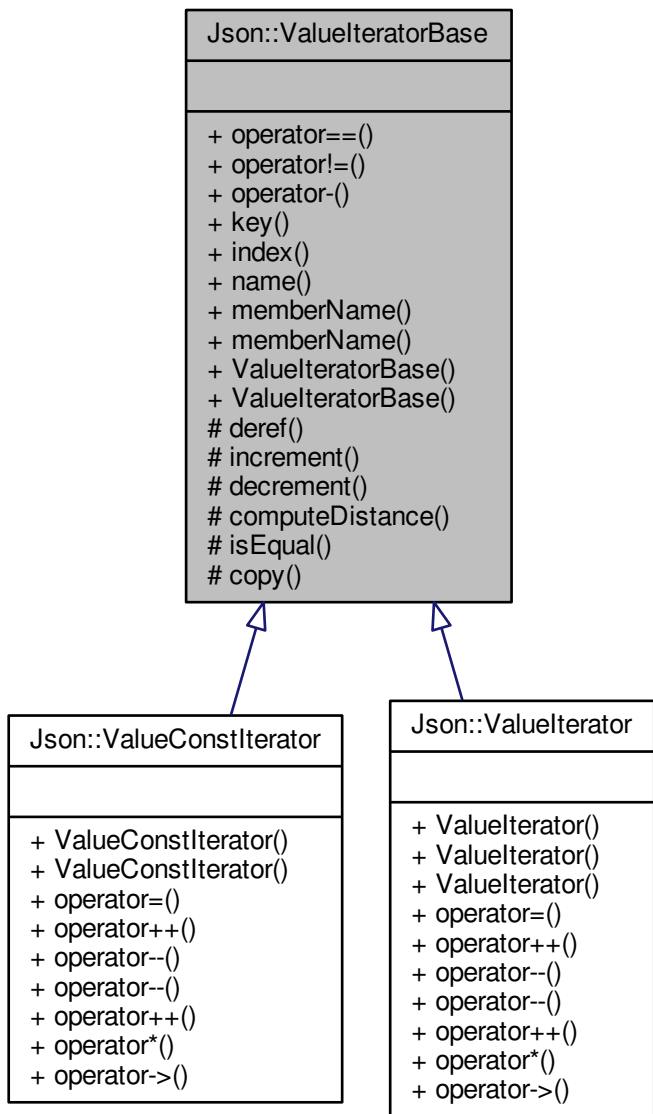 Json::ValueIteratorBase
+ operator==()
+ operator!=()
+ operator-()
+ key()
+ index()
+ name()
+ memberName()
+ memberName()
+ ValueIteratorBase()
+ ValueIteratorBase()
# deref()
# increment()
# decrement()
# computeDistance()
# isEqual()
# copy()
Json::ValueConstIterator
+ ValueConstIterator()
+ ValueConstIterator()
+ operator=()
+ operator++()
+ operator--()
+ operator--()
+ operator++()
+ operator*()
+ operator->()
Json::ValueIterator
+ ValueIterator()
+ ValueIterator()
+ ValueIterator()
+ operator=()
+ operator++()
+ operator--()
+ operator--()
+ operator++()
+ operator*()
+ operator->()